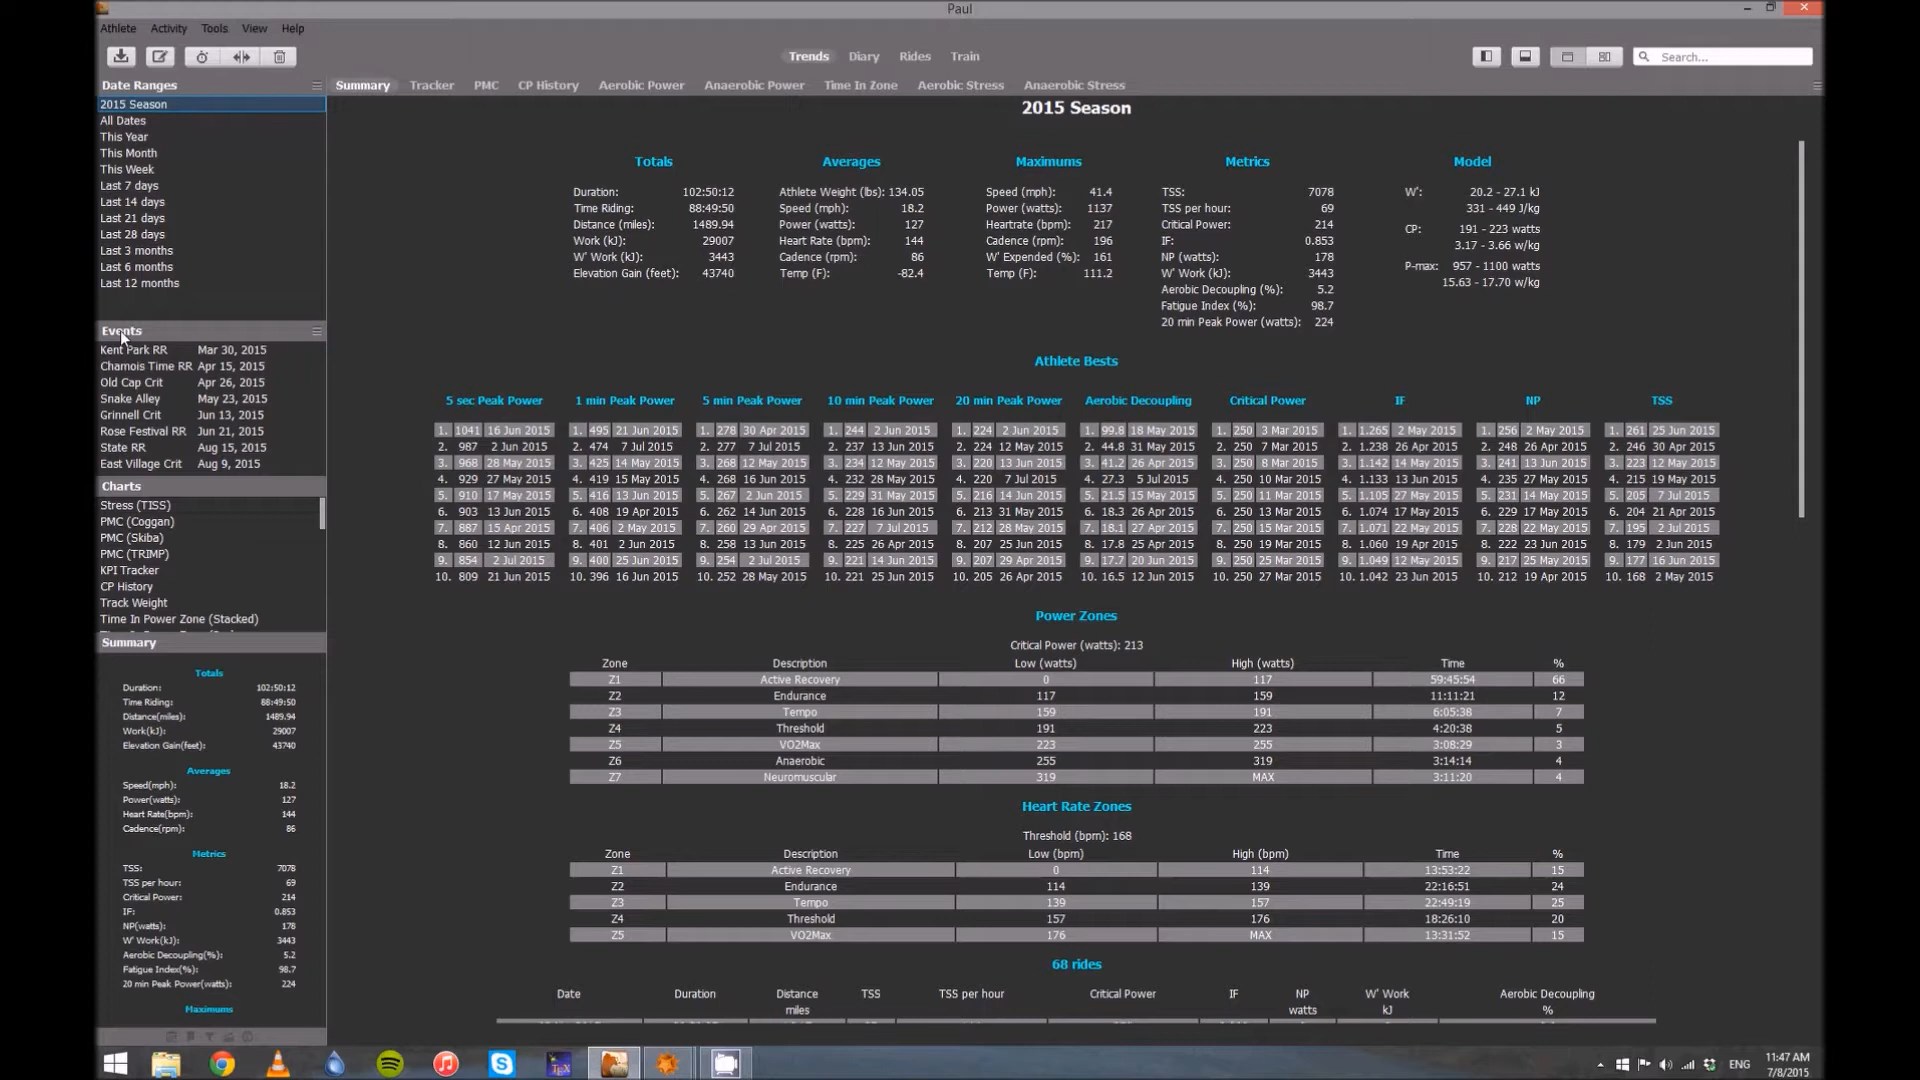 Paul
Athlete Activity Tools View Help
Trends Diary Rides Train
Search...
Date Ranges
2015 Season
All Dates
This Year
This Month
This Week
Last 7 days
Last 14 days
Last 21 days
Last 28 days
Last 3 months
Last 6 months
Last 12 months
Events
Kent Park RR Mar 30, 2015
Chamois Time RR Apr 15, 2015
Old Cap Crit Apr 26, 2015
Snake Alley May 23, 2015
Grinnell Crit Jun 13, 2015
Rose Festival RR Jun 21, 2015
State RR Aug 15, 2015
East Village Crit Aug 9, 2015
Charts
Stress (TISS)
PMC (Coggan)
PMC (Skiba)
PMC (TRIMP)
KPI Tracker
CP History
Track Weight
Time In Power Zone (Stacked)
Summary
Totals
Duration: 102:50:12
Time Riding: 88:49:50
Distance(miles): 1489.94
Work(kJ): 29007
Elevation Gain(feet): 43740
Averages
Speed(mph): 18.2
Power(watts): 127
Heart Rate(bpm): 144
Cadence(rpm): 86
Metrics
TSS: 7078
TSS per hour: 69
Critical Power: 214
IF: 0.853
NP(watts): 178
W' Work(kJ): 3443
Aerobic Decoupling(%): 5.2
Fatigue Index(%): 98.7
20 min Peak Power(watts): 224
Maximums
Summary Tracker PMC CP History Aerobic Power Anaerobic Power Time In Zone Aerobic Stress Anaerobic Stress
2015 Season
Totals
Duration: 102:50:12
Time Riding: 88:49:50
Distance (miles): 1489.94
Work (kJ): 29007
W' Work (kJ): 3443
Elevation Gain (feet): 43740
Averages
Athlete Weight (lbs): 134.05
Speed (mph): 18.2
Power (watts): 127
Heart Rate (bpm): 144
Cadence (rpm): 86
Temp (F): -82.4
Maximums
Speed (mph): 41.4
Power (watts): 1137
Heartrate (bpm): 217
Cadence (rpm): 196
W' Expended (%): 161
Temp (F): 111.2
Metrics
TSS: 7078
TSS per hour: 69
Critical Power: 214
IF: 0.853
NP (watts): 178
W' Work (kJ): 3443
Aerobic Decoupling (%): 5.2
Fatigue Index (%): 98.7
20 min Peak Power (watts): 224
Model
W': 20.2 - 27.1 kJ
331 - 449 J/kg
CP: 191 - 223 watts
3.17 - 3.66 w/kg
P-max: 957 - 1100 watts
15.63 - 17.70 w/kg
Athlete Bests
5 sec Peak Power 1 min Peak Power 5 min Peak Power 10 min Peak Power 20 min Peak Power Aerobic Decoupling Critical Power IF NP TSS
1. 1041 16 Jun 2015 1. 495 21 Jun 2015 1. 278 30 Apr 2015 1. 244 2 Jun 2015 1. 224 2 Jun 2015 1. 99.8 18 May 2015 1. 250 3 Mar 2015 1. 1.265 2 May 2015 1. 256 2 May 2015 1. 261 25 Jun 2015
2. 987 2 Jun 2015 2. 474 7 Jul 2015 2. 277 7 Jul 2015 2. 237 13 Jun 2015 2. 224 12 May 2015 2. 44.8 31 May 2015 2. 250 7 Mar 2015 2. 1.238 26 Apr 2015 2. 248 26 Apr 2015 2. 246 30 Apr 2015
3. 968 28 May 2015 3. 425 14 May 2015 3. 268 12 May 2015 3. 234 12 May 2015 3. 220 13 Jun 2015 3. 41.2 26 Apr 2015 3. 250 8 Mar 2015 3. 1.142 14 May 2015 3. 241 13 Jun 2015 3. 223 12 May 2015
4. 929 27 May 2015 4. 419 15 May 2015 4. 268 16 Jun 2015 4. 232 28 May 2015 4. 220 7 Jul 2015 4. 27.3 5 Jul 2015 4. 250 10 Mar 2015 4. 1.133 13 Jun 2015 4. 235 27 May 2015 4. 215 19 May 2015
5. 910 17 May 2015 5. 416 13 Jun 2015 5. 267 2 Jun 2015 5. 229 31 May 2015 5. 216 14 Jun 2015 5. 21.5 15 May 2015 5. 250 11 Mar 2015 5. 1.105 27 May 2015 5. 231 14 May 2015 5. 205 7 Jul 2015
6. 903 13 Jun 2015 6. 408 19 Apr 2015 6. 262 14 Jun 2015 6. 228 16 Jun 2015 6. 213 31 May 2015 6. 18.3 26 Apr 2015 6. 250 13 Mar 2015 6. 1.074 17 May 2015 6. 229 17 May 2015 6. 204 21 Apr 2015
7. 887 15 Apr 2015 7. 406 2 May 2015 7. 260 29 Apr 2015 7. 227 7 Jul 2015 7. 212 28 May 2015 7. 18.1 27 Apr 2015 7. 250 15 Mar 2015 7. 1.071 22 May 2015 7. 228 22 May 2015 7. 195 2 Jul 2015
8. 860 12 Jun 2015 8. 401 2 Jun 2015 8. 258 13 Jun 2015 8. 225 26 Apr 2015 8. 207 25 Apr 2015 8. 17.8 25 Apr 2015 8. 250 19 Mar 2015 8. 1.060 19 Apr 2015 8. 222 23 Jun 2015 8. 179 2 Jun 2015
9. 854 2 Jul 2015 9. 400 25 Jun 2015 9. 254 2 Jul 2015 9. 221 14 Jun 2015 9. 207 29 Apr 2015 9. 17.7 20 Jun 2015 9. 250 25 Mar 2015 9. 1.049 12 May 2015 9. 217 25 May 2015 9. 177 16 Jun 2015
10. 809 21 Jun 2015 10. 396 16 Jun 2015 10. 252 28 May 2015 10. 221 25 Jun 2015 10. 205 26 Apr 2015 10. 16.5 12 Jun 2015 10. 250 27 Mar 2015 10. 1.042 23 Jun 2015 10. 212 19 Apr 2015 10. 168 2 May 2015
Power Zones
Critical Power (watts): 213
Zone Description Low (watts) High (watts) Time %
Z1 Active Recovery 0 117 59:45:54 66
Z2 Endurance 117 159 11:11:21 12
Z3 Tempo 159 191 6:05:38 7
Z4 Threshold 191 223 4:20:38 5
Z5 VO2Max 223 255 3:08:29 3
Z6 Anaerobic 255 319 3:14:14 4
Z7 Neuromuscular 319 MAX 3:11:20 4
Heart Rate Zones
Threshold (bpm): 168
Zone Description Low (bpm) High (bpm) Time %
Z1 Active Recovery 0 114 13:53:22 15
Z2 Endurance 114 139 22:16:51 24
Z3 Tempo 139 157 22:49:19 25
Z4 Threshold 157 176 18:26:10 20
Z5 VO2Max 176 MAX 13:31:52 15
68 rides
Date Duration Distance TSS TSS per hour Critical Power IF NP W' Work Aerobic Decoupling
miles watts kJ %
ENG
11:47 AM
7/8/2015